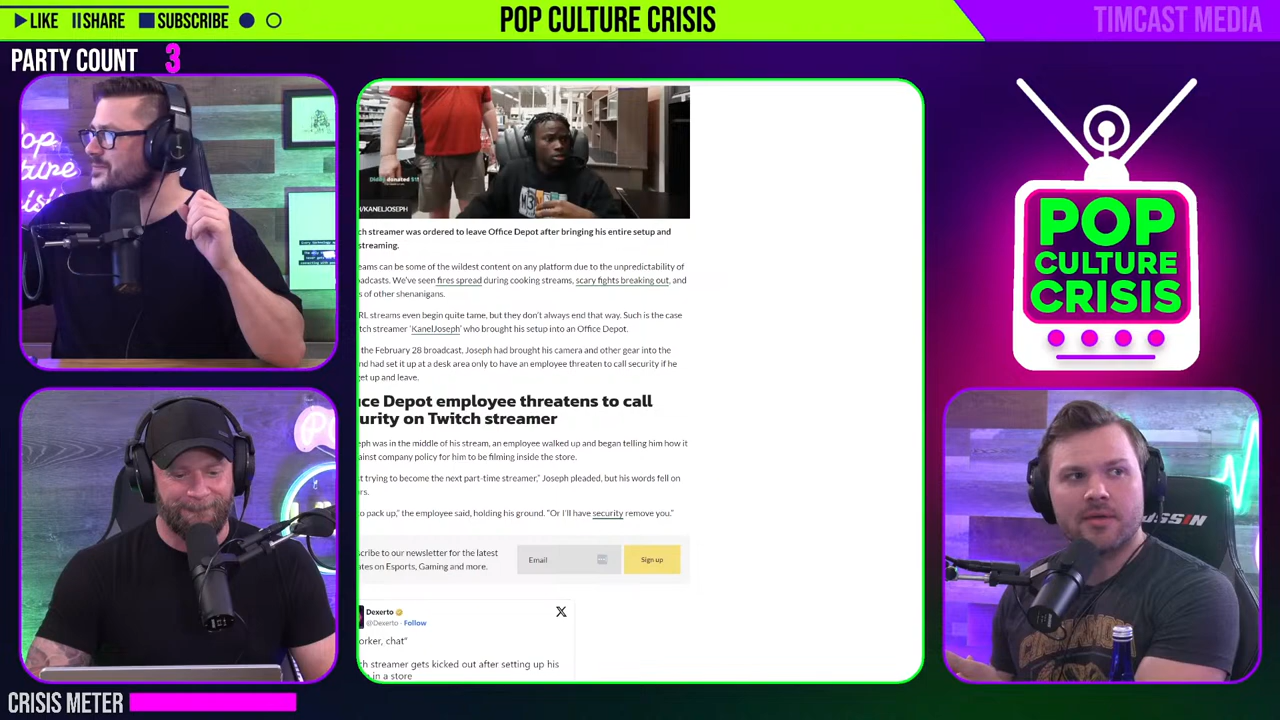 LIKE SHARE SUBSCRIBE
POP CULTURE CRISIS
TIMCAST MEDIA
PARTY COUNT 3
donated $1!
/KANELJOSEPH
ch streamer was ordered to leave Office Depot after bringing his entire setup and
streaming.
eams can be some of the wildest content on any platform due to the unpredictability of
adcasts. We've seen fires spread during cooking streams, scary fights breaking out, and
s of other shenanigans.
RL streams even begin quite tame, but they don't always end that way. Such is the case
tch streamer 'KanelJoseph' who brought his setup into an Office Depot.
the February 28 broadcast, Joseph had brought his camera and other gear into the
nd had set it up at a desk area only to have an employee threaten to call security if he
get up and leave.
ice Depot employee threatens to call
urity on Twitch streamer
eph was in the middle of his stream, an employee walked up and began telling him how it
ainst company policy for him to be filming inside the store.
t trying to become the next part-time streamer," Joseph pleaded, but his words fell on
rs.
o pack up," the employee said, holding his ground. "Or I'll have security remove you."
scribe to our newsletter for the latest
ates on Esports, Gaming and more.
Email
Sign up
Dexerto
@Dexerto · Follow
orker, chat"
ch streamer gets kicked out after setting up his
in a store
POP
CULTURE
CRISIS
CRISIS METER